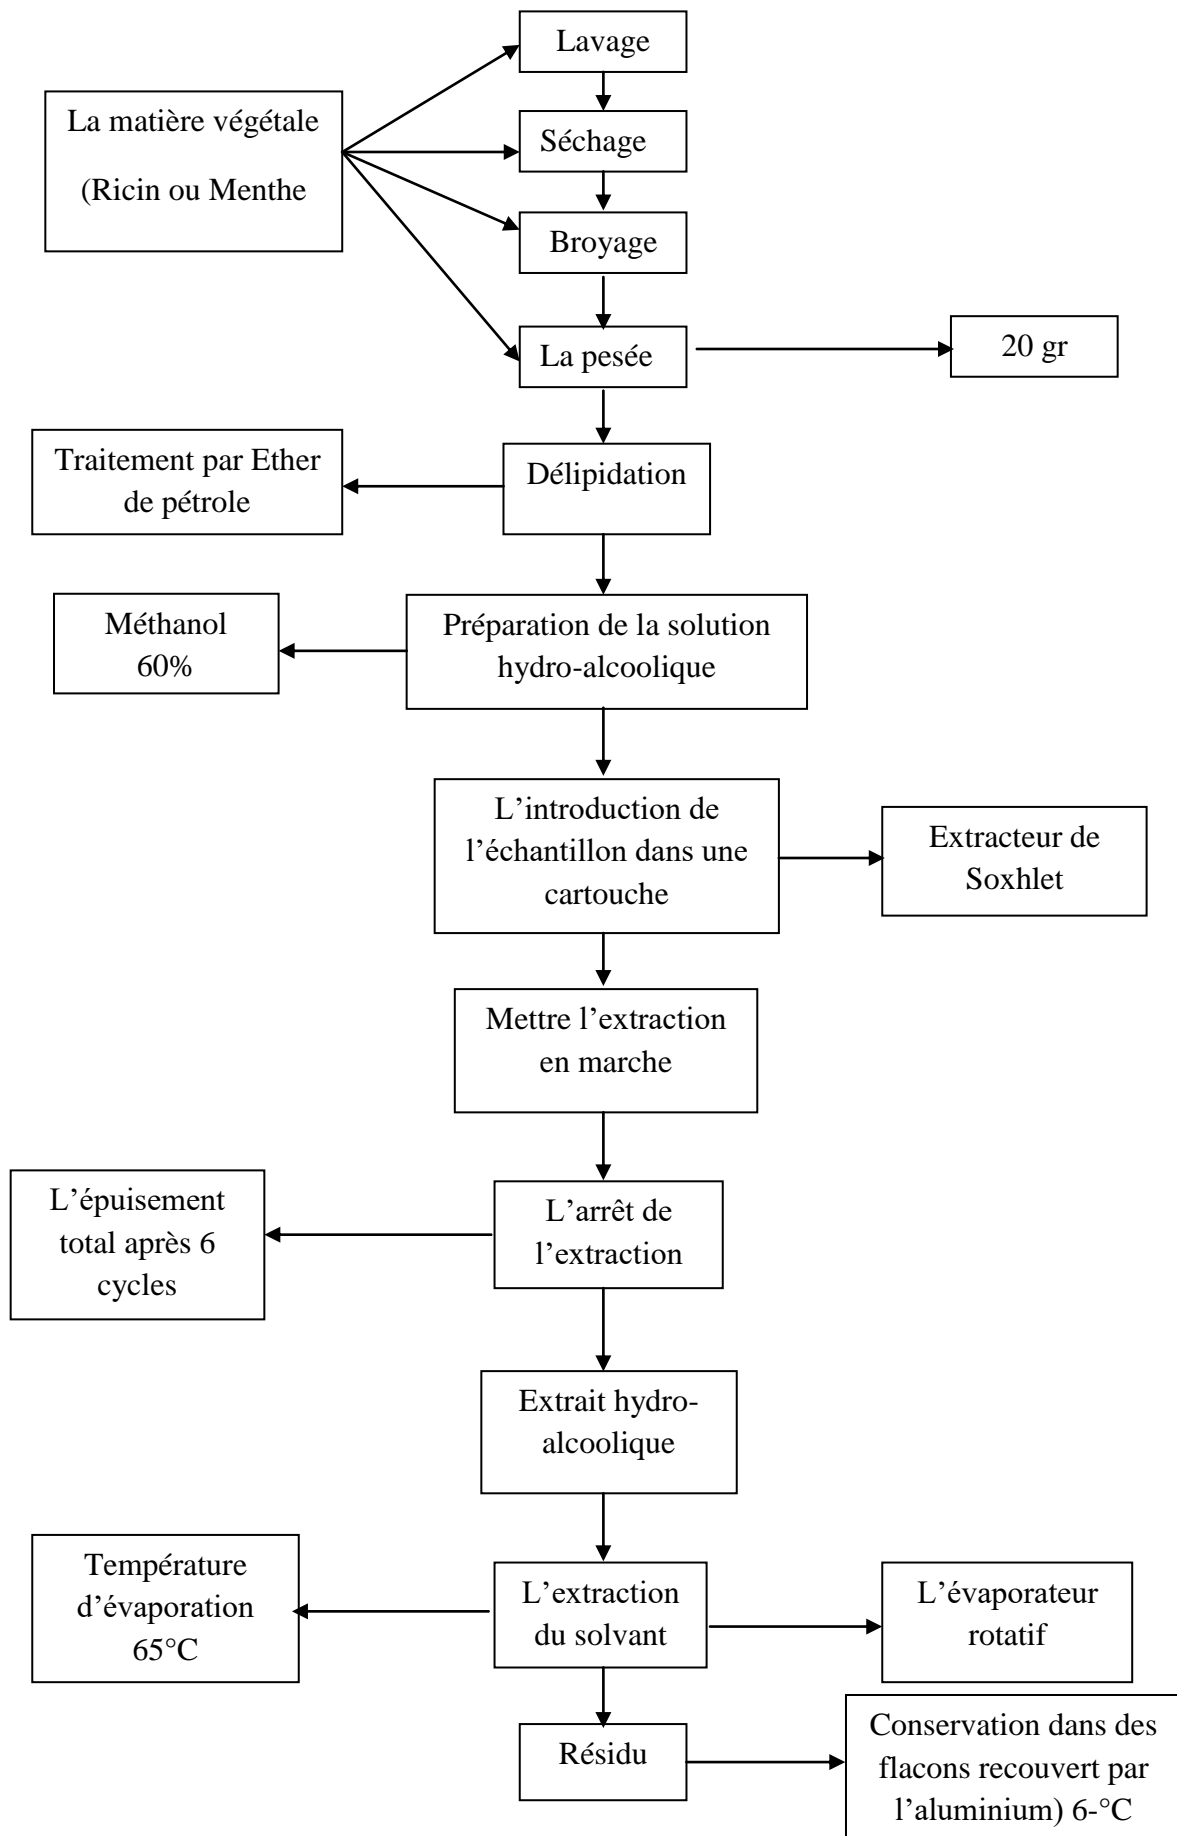 Lavage
La matière végétale
(Ricin ou Menthe
Séchage
Broyage
La pesée
20 gr
Traitement par Ether
de pétrole
Délipidation
Méthanol
60%
Préparation de la solution
hydro-alcoolique
L’introduction de
l’échantillon dans une
cartouche
Extracteur de
Soxhlet
Mettre l’extraction
en marche
L’épuisement
total après 6
cycles
L’arrêt de
l’extraction
Extrait hydro-
alcoolique
Température
d’évaporation
65°C
L’extraction
du solvant
L’évaporateur
rotatif
Résidu
Conservation dans des
flacons recouvert par
l’aluminium) 6-°C